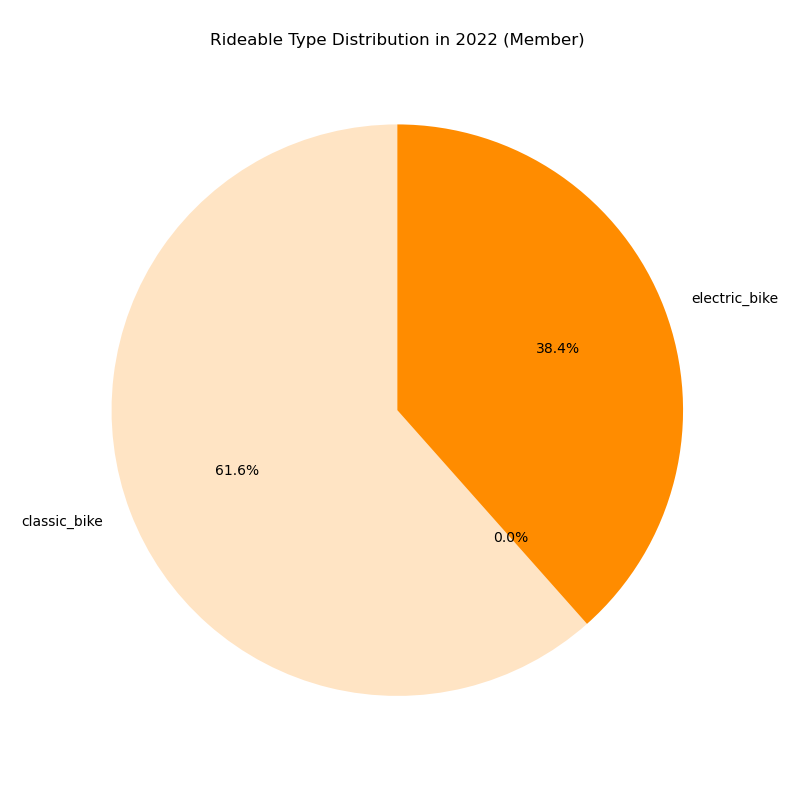 Rideable Type Distribution in 2022 (Member)
electric_bike
38.4%
61.6%
classic_bike
0.0%